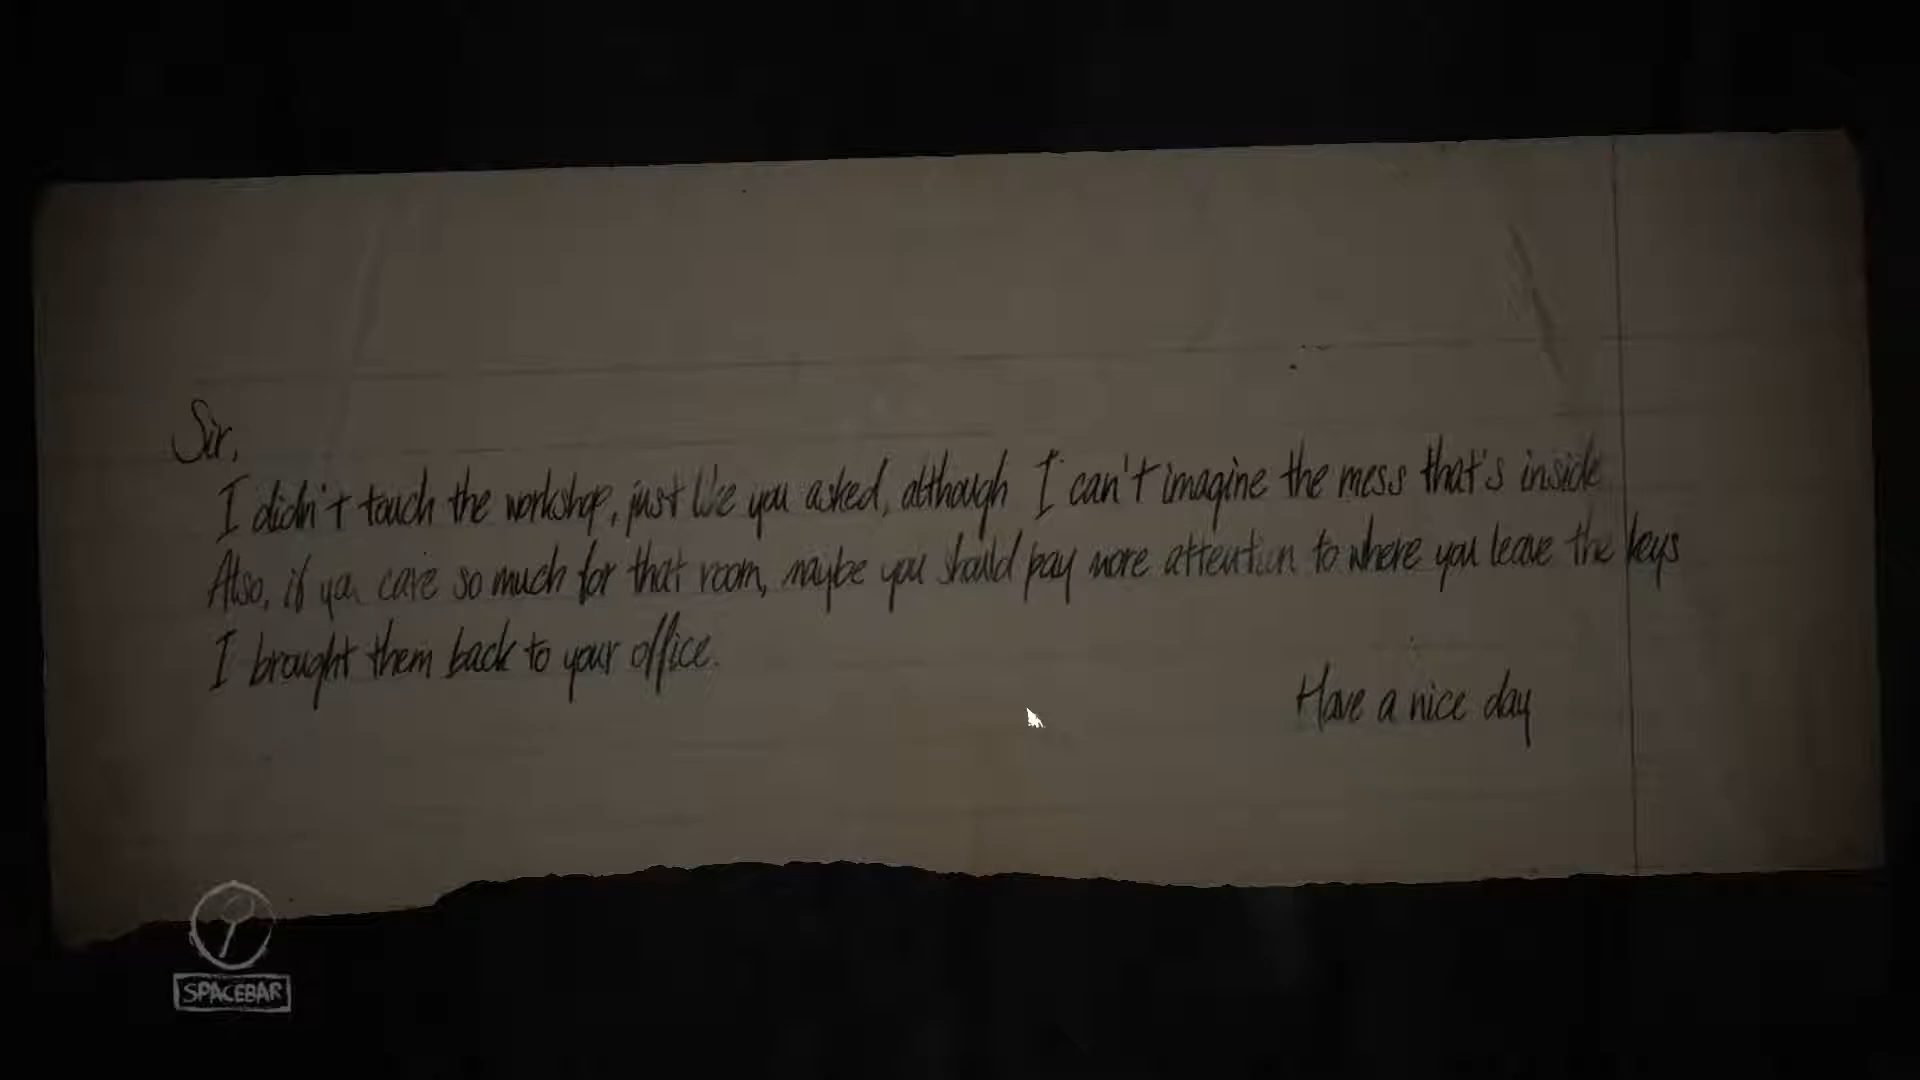 Sir,
I didn't touch the workshop, just like you asked, although I can't imagine the mess that's inside
Also, if you care so much for that room, maybe you should pay more attention to where you leave the keys
I brought them back to your office.
Have a nice day
SPACEBAR